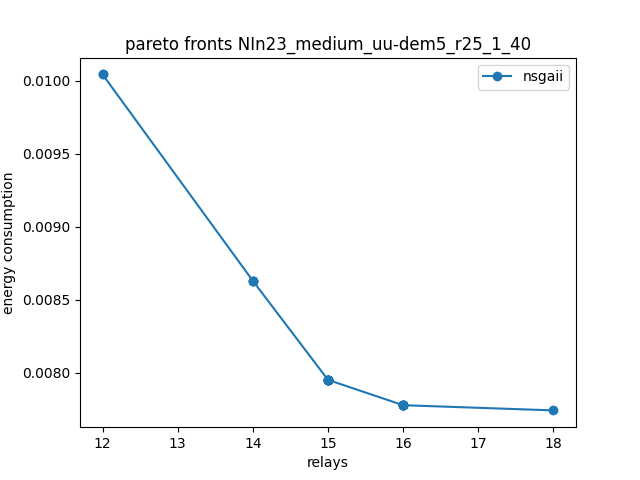 pareto fronts NIn23_medium_uu-dem5_r25_1_40
nsgaii
energy consumption
0.0100
0.0095
0.0090
0.0085
0.0080
12 13 14 15 16 17 18
relays